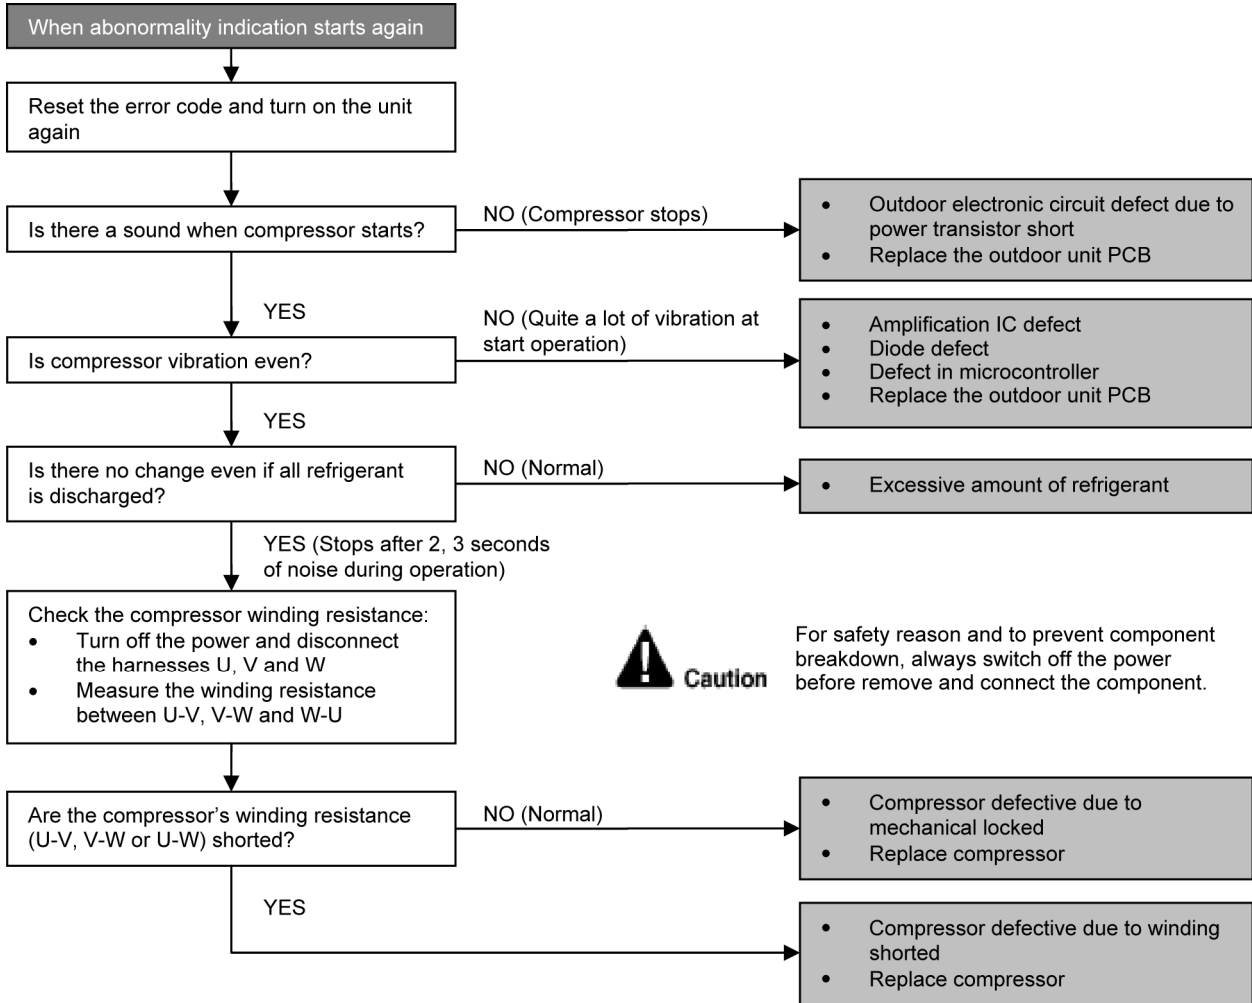 When abonormality indication starts again
Reset the error code and turn on the unit
again
Is there a sound when compressor starts?
NO (Compressor stops)
• Outdoor electronic circuit defect due to
power transistor short
• Replace the outdoor unit PCB
YES
Is compressor vibration even?
NO (Quite a lot of vibration at
start operation)
• Amplification IC defect
• Diode defect
• Defect in microcontroller
• Replace the outdoor unit PCB
YES
Is there no change even if all refrigerant
is discharged?
NO (Normal)
• Excessive amount of refrigerant
YES (Stops after 2, 3 seconds
of noise during operation)
Check the compressor winding resistance:
• Turn off the power and disconnect
the harnesses U, V and W
• Measure the winding resistance
between U-V, V-W and W-U
Caution
For safety reason and to prevent component
breakdown, always switch off the power
before remove and connect the component.
Are the compressor’s winding resistance
(U-V, V-W or U-W) shorted?
NO (Normal)
• Compressor defective due to
mechanical locked
• Replace compressor
YES
• Compressor defective due to winding
shorted
• Replace compressor